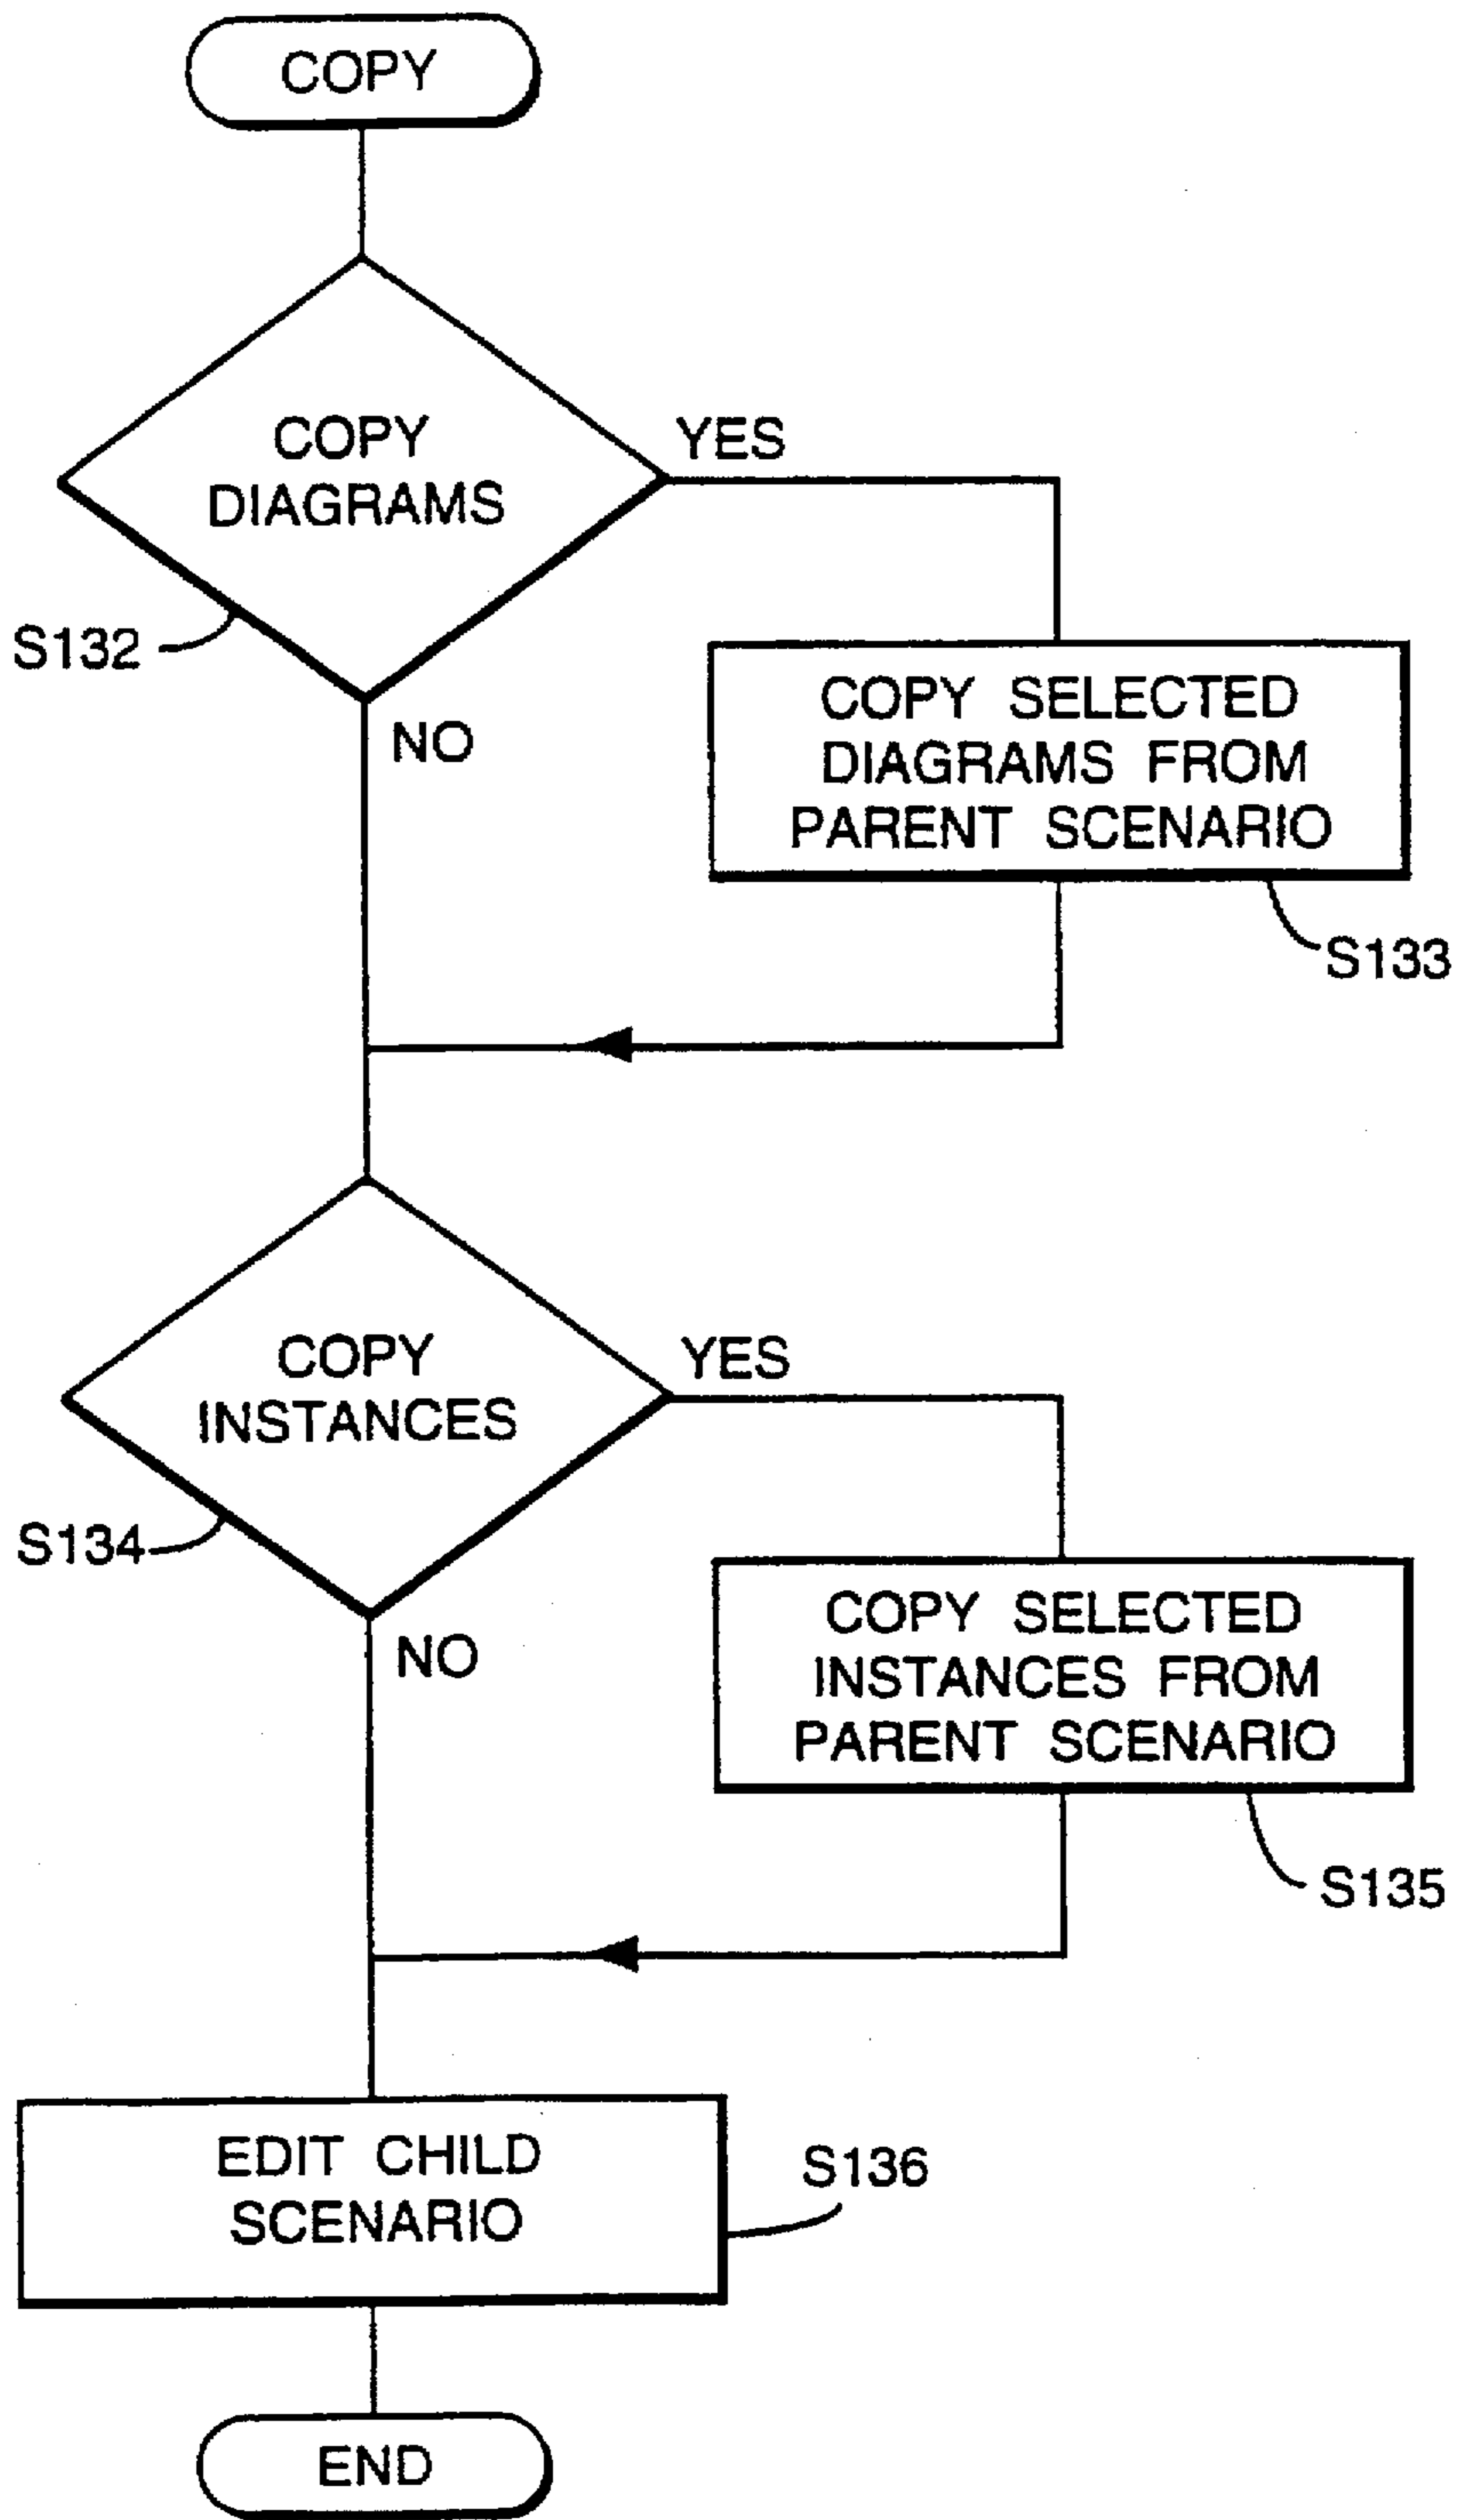 COPY
COPY
DIAGRAMS
YES
S132
NO
COPY SELECTED
DIAGRAMS FROM
PARENT SCENARIO
S133
COPY
INSTANCES
YES
S134
NO
COPY SELECTED
INSTANCES FROM
PARENT SCENARIO
S135
EDIT CHILD
SCENARIO
S136
END